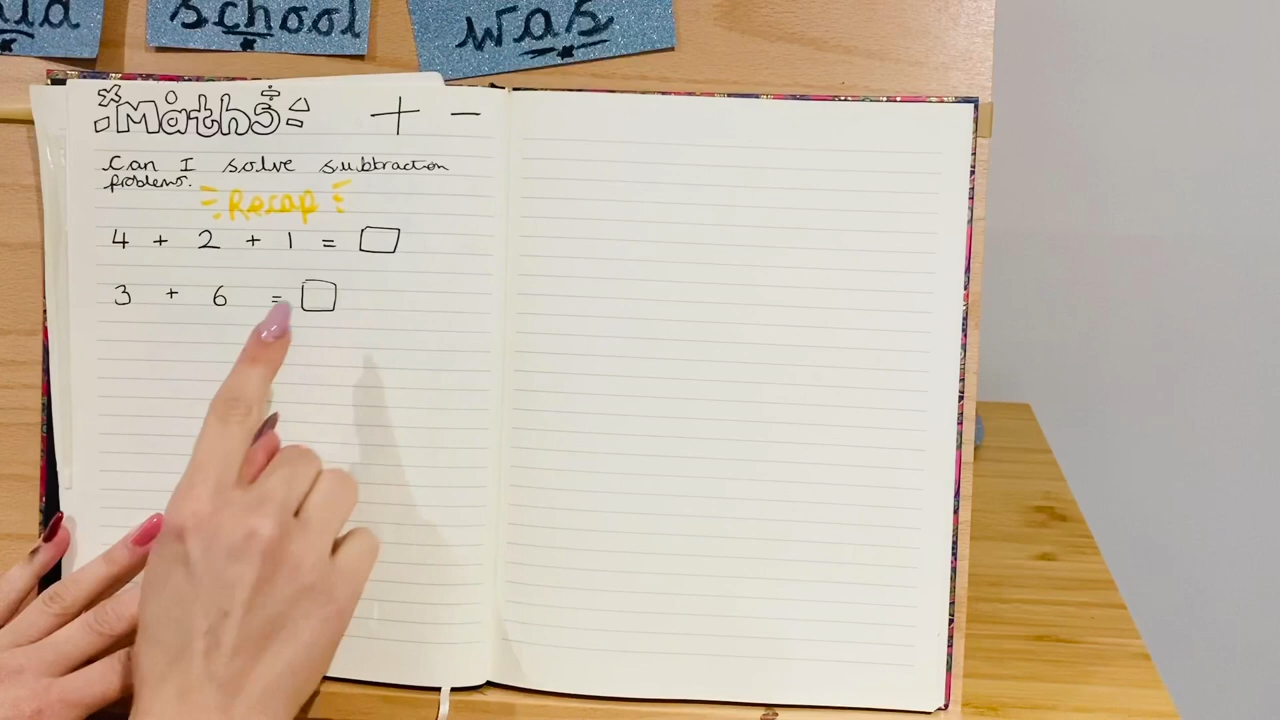 school
was
Maths + -
Can I solve subtraction
problems.
Recap
4 + 2 + 1 = □
3 + 6 = □